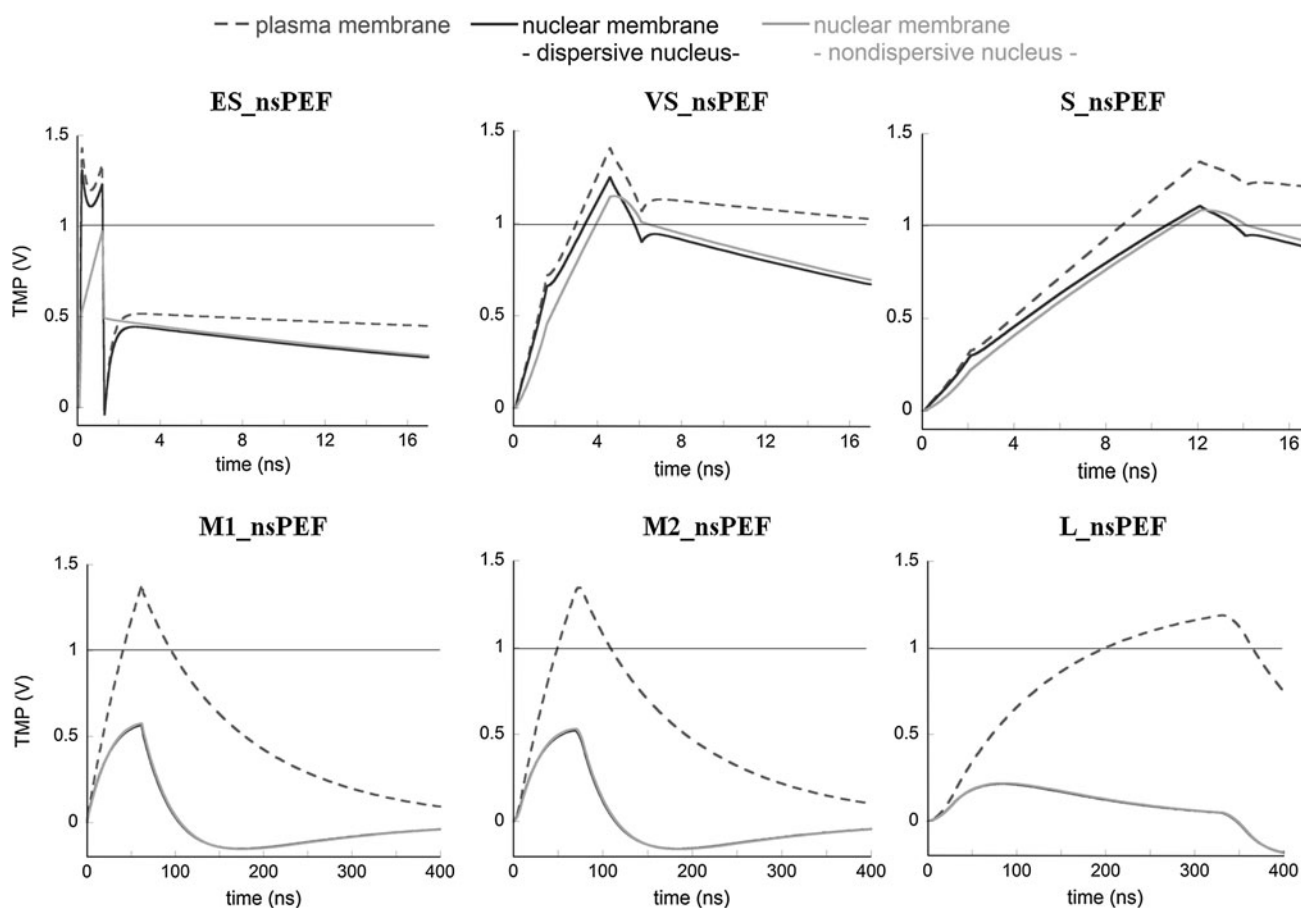 plasma membrane
nuclear membrane
- dispersive nucleus-
nuclear membrane
- nondispersive nucleus -
ES_nsPEF
VS_nsPEF
S_nsPEF
TMP (V)
1.5
1
0.5
0
0
4
8
12
16
time (ns)
1.5
1
0.5
0
0
4
8
12
16
time (ns)
1.5
1
0.5
0
0
4
8
12
16
time (ns)
M1_nsPEF
M2_nsPEF
L_nsPEF
TMP (V)
1.5
1
0.5
0
0
100
200
300
400
time (ns)
1.5
1
0.5
0
0
100
200
300
400
time (ns)
1.5
1
0.5
0
0
100
200
300
400
time (ns)